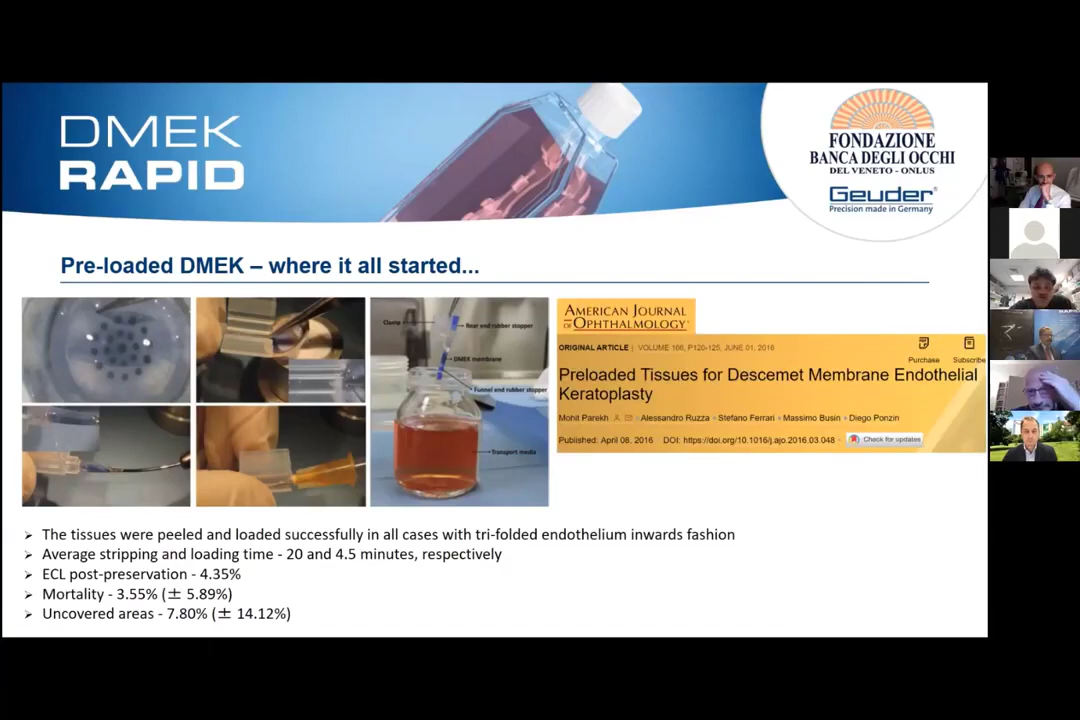 DMEK
RAPID
FONDAZIONE
BANCA DEGLI OCCHI
DEL VENETO - ONLUS
Geuder®
Precision made in Germany
Pre-loaded DMEK – where it all started...
Clamp
Rear end rubber stopper
DMEK membrane
Funnel end rubber stopper
Transport media
AMERICAN JOURNAL
OF OPHTHALMOLOGY
ORIGINAL ARTICLE | VOLUME 166, P120-125, JUNE 01, 2016
Purchase
Subscribe
Preloaded Tissues for Descemet Membrane Endothelial
Keratoplasty
Mohit Parekh • Alessandro Ruzza • Stefano Ferrari • Massimo Busin • Diego Ponzin
Published: April 08, 2016 DOI: https://doi.org/10.1016/j.ajo.2016.03.048 • Check for updates
➢ The tissues were peeled and loaded successfully in all cases with tri-folded endothelium inwards fashion
➢ Average stripping and loading time - 20 and 4.5 minutes, respectively
➢ ECL post-preservation - 4.35%
➢ Mortality - 3.55% (± 5.89%)
➢ Uncovered areas - 7.80% (± 14.12%)